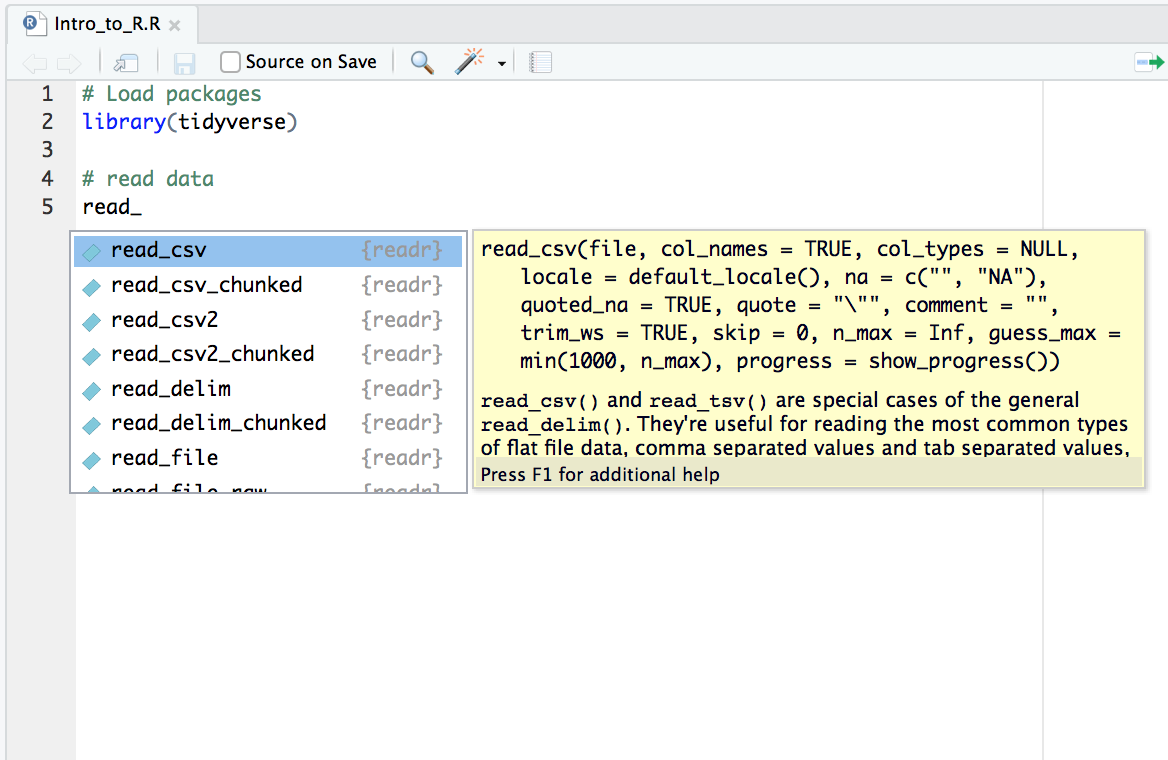 Intro_to_R.R
Source on Save
1 # Load packages
2 library(tidyverse)
3
4 # read data
5 read_
read_csv {readr}
read_csv_chunked {readr}
read_csv2 {readr}
read_csv2_chunked {readr}
read_delim {readr}
read_delim_chunked {readr}
read_file {readr}
read_file_raw {readr}
read_csv(file, col_names = TRUE, col_types = NULL,
locale = default_locale(), na = c("", "NA"),
quoted_na = TRUE, quote = "\"", comment = "",
trim_ws = TRUE, skip = 0, n_max = Inf, guess_max =
min(1000, n_max), progress = show_progress())
read_csv() and read_tsv() are special cases of the general
read_delim(). They're useful for reading the most common types
of flat file data, comma separated values and tab separated values,
Press F1 for additional help